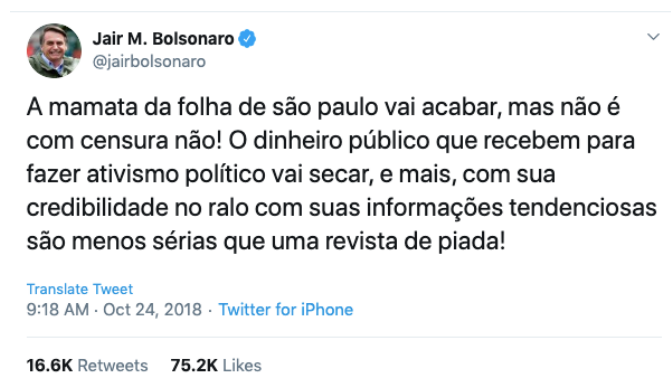 Jair M. Bolsonaro
@jairbolsonaro
A mamata da folha de são paulo vai acabar, mas não é
com censura não! O dinheiro público que recebem para
fazer ativismo político vai secar, e mais, com sua
credibilidade no ralo com suas informações tendenciosas
são menos sérias que uma revista de piada!
Translate Tweet
9:18 AM · Oct 24, 2018 · Twitter for iPhone
16.6K Retweets 75.2K Likes